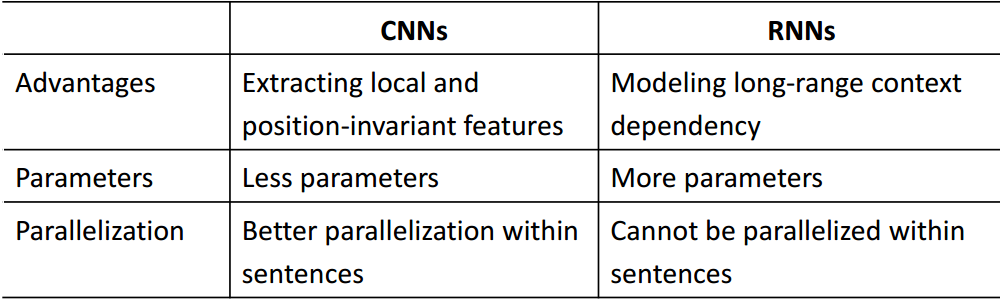 CNNs RNNs
Advantages Extracting local and Modeling long-range context
position-invariant features dependency
Parameters Less parameters More parameters
Parallelization Better parallelization within Cannot be parallelized within
sentences sentences